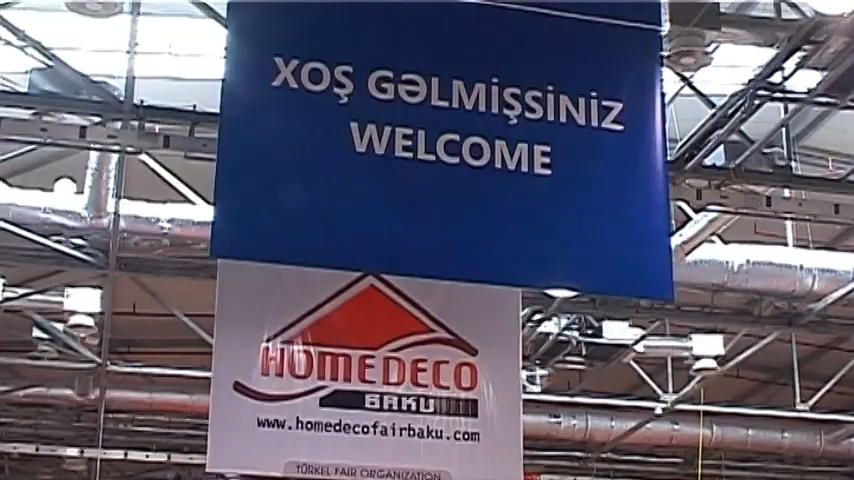 XOŞ GƏLMİŞSİNİZ
WELCOME
HOMEDECO
BAKU
www.homedecofairbaku.com
TÜRKEL FAIR ORGANIZATION